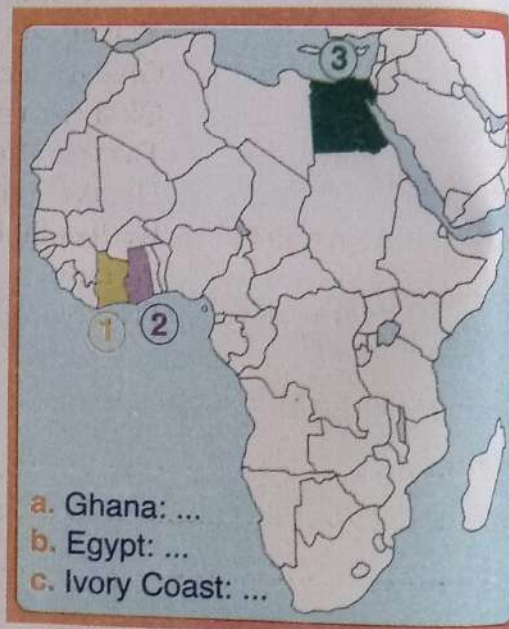 3
1 2
a. Ghana: ...
b. Egypt: ...
c. Ivory Coast: ...